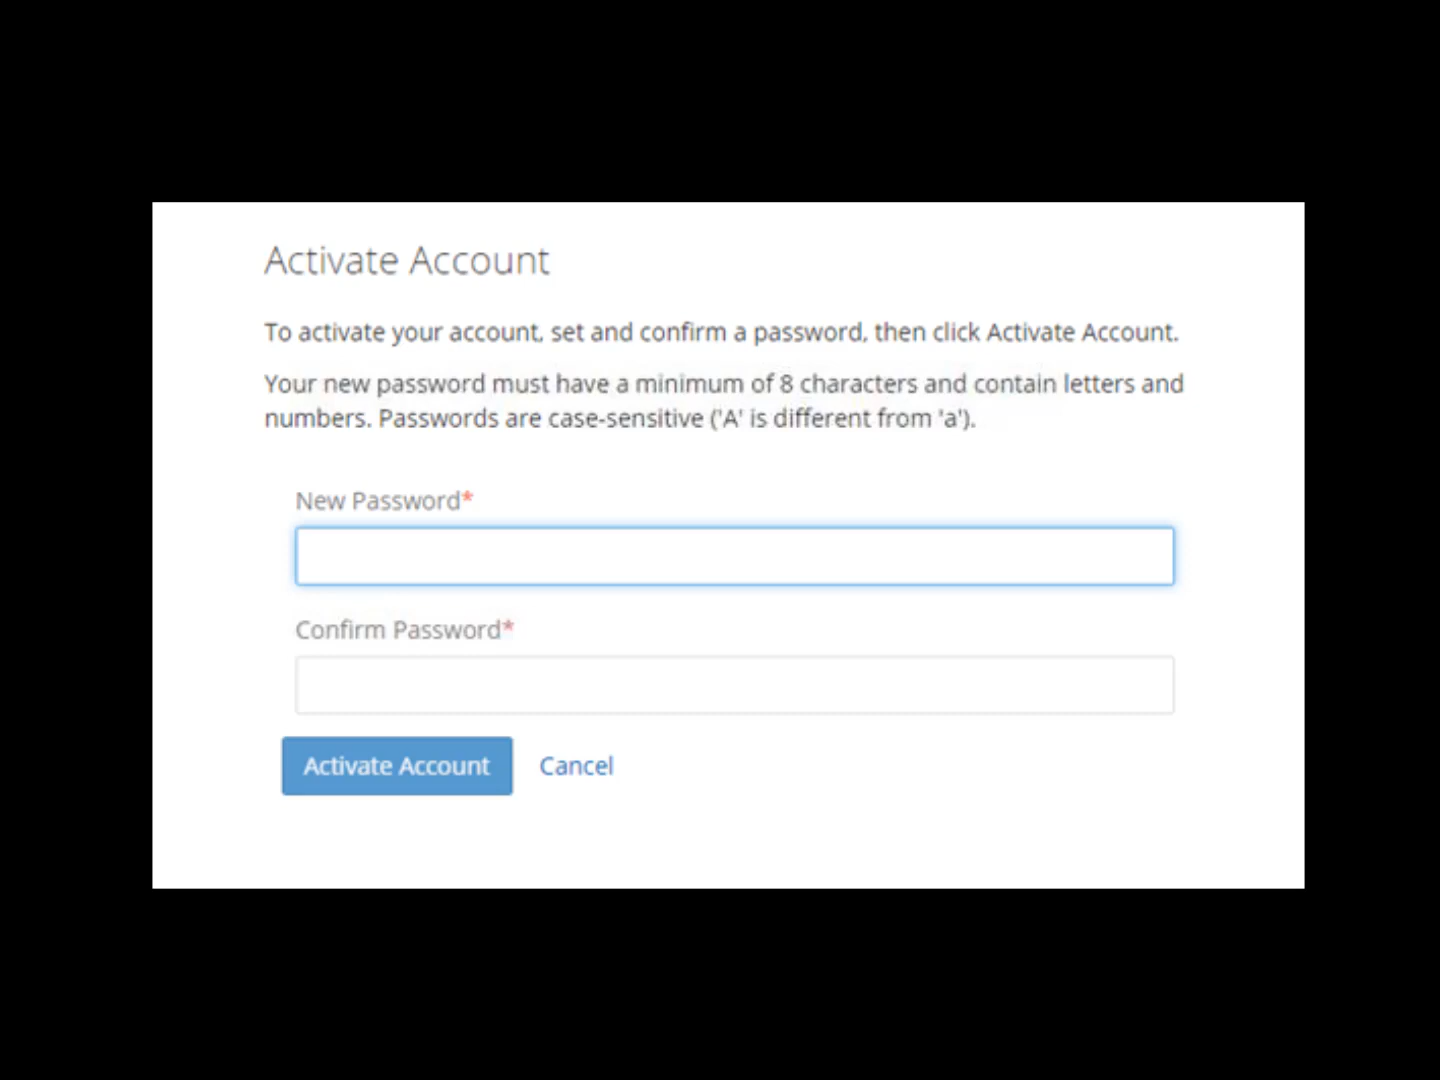 Activate Account
To activate your account, set and confirm a password, then click Activate Account.
Your new password must have a minimum of 8 characters and contain letters and
numbers. Passwords are case-sensitive ('A' is different from 'a').
New Password*
Confirm Password*
Activate Account Cancel